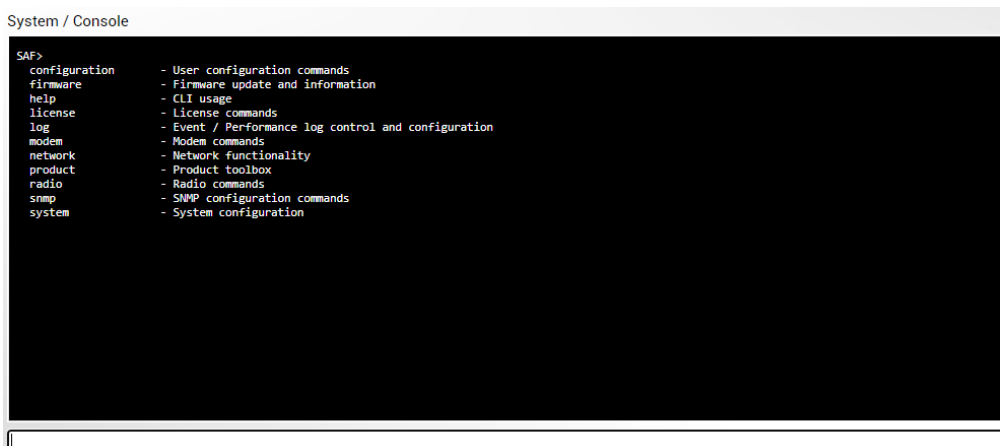 System / Console
SAF>
configuration - User configuration commands
firmware - Firmware update and information
help - CLI usage
license - License commands
log - Event / Performance log control and configuration
modem - Modem commands
network - Network functionality
product - Product toolbox
radio - Radio commands
snmp - SNMP configuration commands
system - System configuration